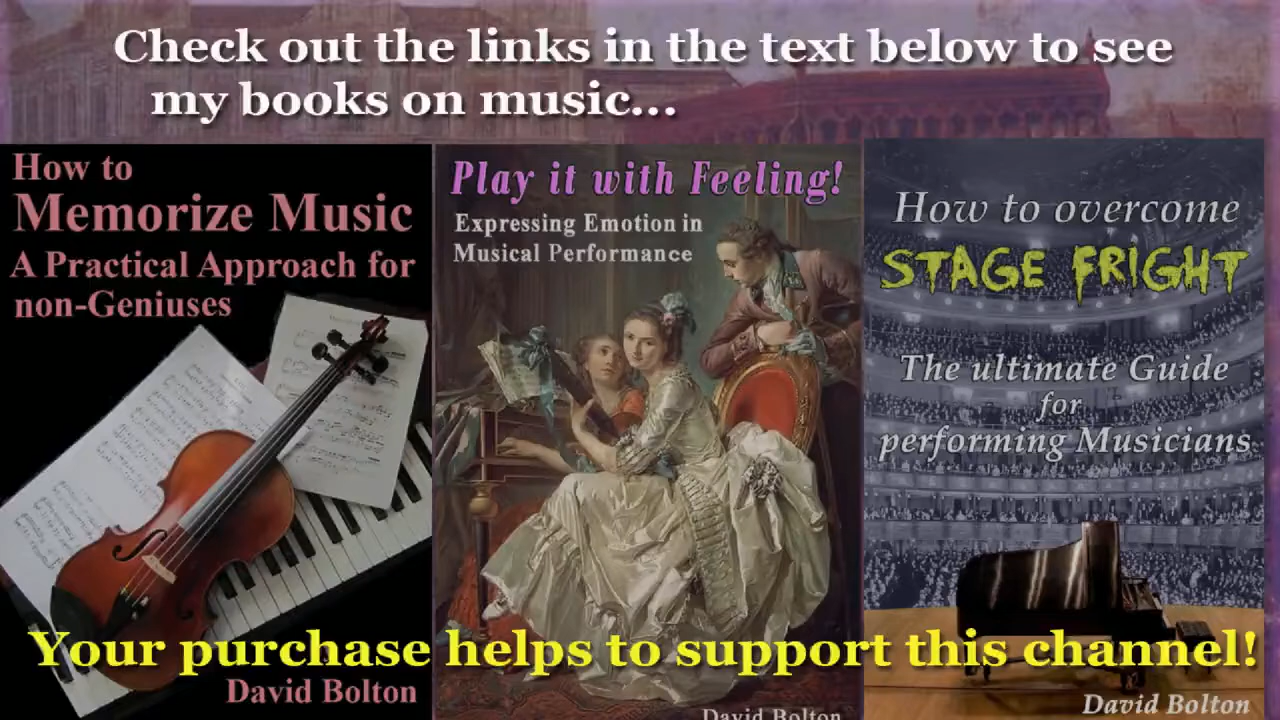 Check out the links in the text below to see
my books on music...
How to
Memorize Music
A Practical Approach for
non-Geniuses
David Bolton
Play it with Feeling!
Expressing Emotion in
Musical Performance
David Bolton
How to overcome
STAGE FRIGHT
The ultimate Guide
for
performing Musicians
David Bolton
Your purchase helps to support this channel!